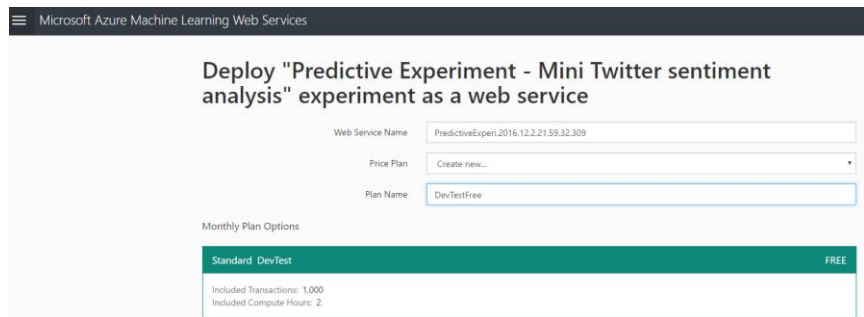 Microsoft Azure Machine Learning Web Services
Deploy "Predictive Experiment - Mini Twitter sentiment
analysis" experiment as a web service
Web Service Name PredictiveExperi.2016.12.2.21.59.32.309
Price Plan Create new...
Plan Name DevTestFree
Monthly Plan Options
Standard DevTest FREE
Included Transactions: 1,000
Included Compute Hours: 2